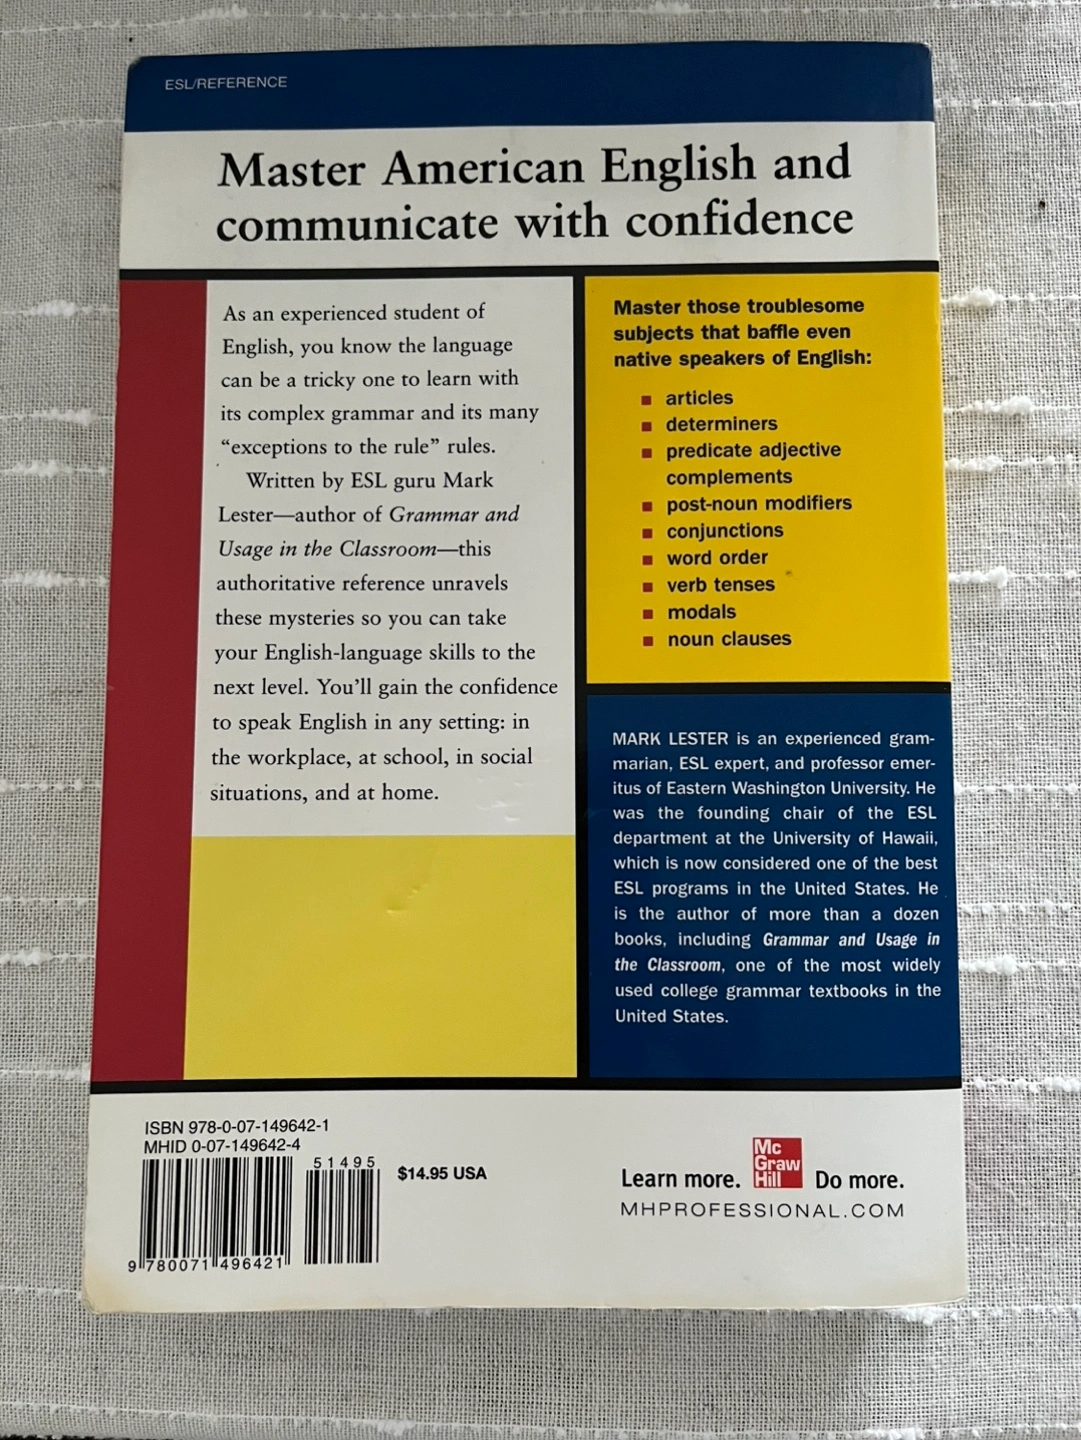 ESL/REFERENCE
Master American English and
communicate with confidence
As an experienced student of
English, you know the language
can be a tricky one to learn with
its complex grammar and its many
“exceptions to the rule” rules.
Written by ESL guru Mark
Lester—author of Grammar and
Usage in the Classroom—this
authoritative reference unravels
these mysteries so you can take
your English-language skills to the
next level. You’ll gain the confidence
to speak English in any setting: in
the workplace, at school, in social
situations, and at home.
Master those troublesome
subjects that baffle even
native speakers of English:
■ articles
■ determiners
■ predicate adjective
complements
■ post-noun modifiers
■ conjunctions
■ word order
■ verb tenses
■ modals
■ noun clauses
MARK LESTER is an experienced gram-
marian, ESL expert, and professor emer-
itus of Eastern Washington University. He
was the founding chair of the ESL
department at the University of Hawaii,
which is now considered one of the best
ESL programs in the United States. He
is the author of more than a dozen
books, including Grammar and Usage in
the Classroom, one of the most widely
used college grammar textbooks in the
United States.
ISBN 978-0-07-149642-1
MHID 0-07-149642-4
51495
$14.95 USA
9 780071 496421
Learn more.
Mc
Graw
Hill
Do more.
MHPROFESSIONAL.COM